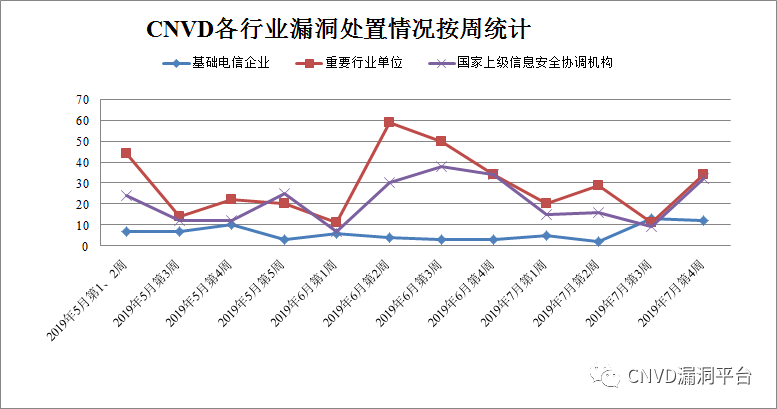 CNVD各行业漏洞处置情况按周统计
基础电信企业 重要行业单位 国家上级信息安全协调机构
70
60
50
40
30
20
10
0
2019年5月第1、2周
2019年5月第3周
2019年5月第4周
2019年5月第5周
2019年6月第1周
2019年6月第2周
2019年6月第3周
2019年6月第4周
2019年7月第1周
2019年7月第2周
2019年7月第3周
2019年7月第4周
CNVD漏洞平台